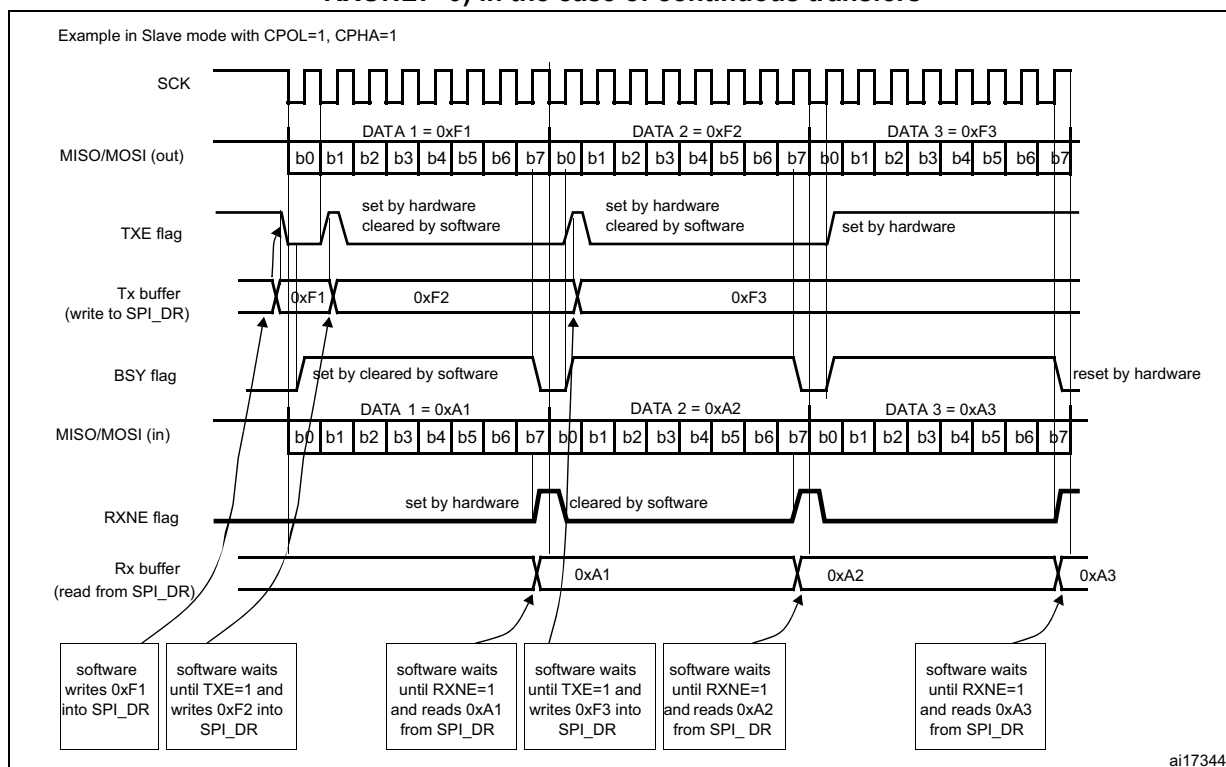 RXONLY=0) in the case of continuous transfers
Example in Slave mode with CPOL=1, CPHA=1
SCK
DATA 1 = 0xF1 DATA 2 = 0xF2 DATA 3 = 0xF3
MISO/MOSI (out)
b0 b1 b2 b3 b4 b5 b6 b7 b0 b1 b2 b3 b4 b5 b6 b7 b0 b1 b2 b3 b4 b5 b6 b7
set by hardware set by hardware
cleared by software cleared by software set by hardware
TXE flag
Tx buffer
(write to SPI_DR)
0xF1 0xF2 0xF3
BSY flag
set by cleared by software reset by hardware
DATA 1 = 0xA1 DATA 2 = 0xA2 DATA 3 = 0xA3
MISO/MOSI (in)
b0 b1 b2 b3 b4 b5 b6 b7 b0 b1 b2 b3 b4 b5 b6 b7 b0 b1 b2 b3 b4 b5 b6 b7
set by hardware cleared by software
RXNE flag
Rx buffer
(read from SPI_DR)
0xA1 0xA2 0xA3
software
writes 0xF1
into SPI_DR
software waits
until TXE=1 and
writes 0xF2 into
SPI_DR
software waits
until RXNE=1
and reads 0xA1
from SPI_DR
software waits
until TXE=1 and
writes 0xF3 into
SPI_DR
software waits
until RXNE=1
and reads 0xA2
from SPI_ DR
software waits
until RXNE=1
and reads 0xA3
from SPI_DR
ai17344